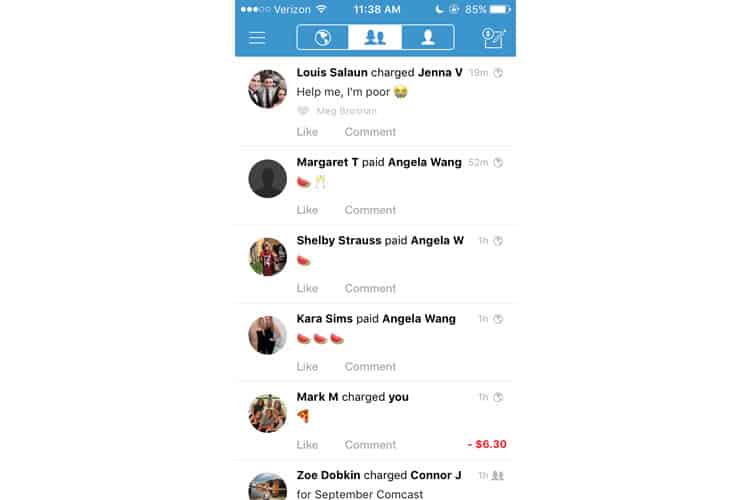 Verizon 11:38 AM 85%
Louis Salaun charged Jenna V 19m
Help me, I'm poor 😭
Meg Brosnan
Like Comment
Margaret T paid Angela Wang 52m
🍉 🥂
Like Comment
Shelby Strauss paid Angela W 1h
🍉
Like Comment
Kara Sims paid Angela Wang 1h
🍉🍉🍉
Like Comment
Mark M charged you 1h
🍕
Like Comment - $6.30
Zoe Dobkin charged Connor J 1h
for September Comcast